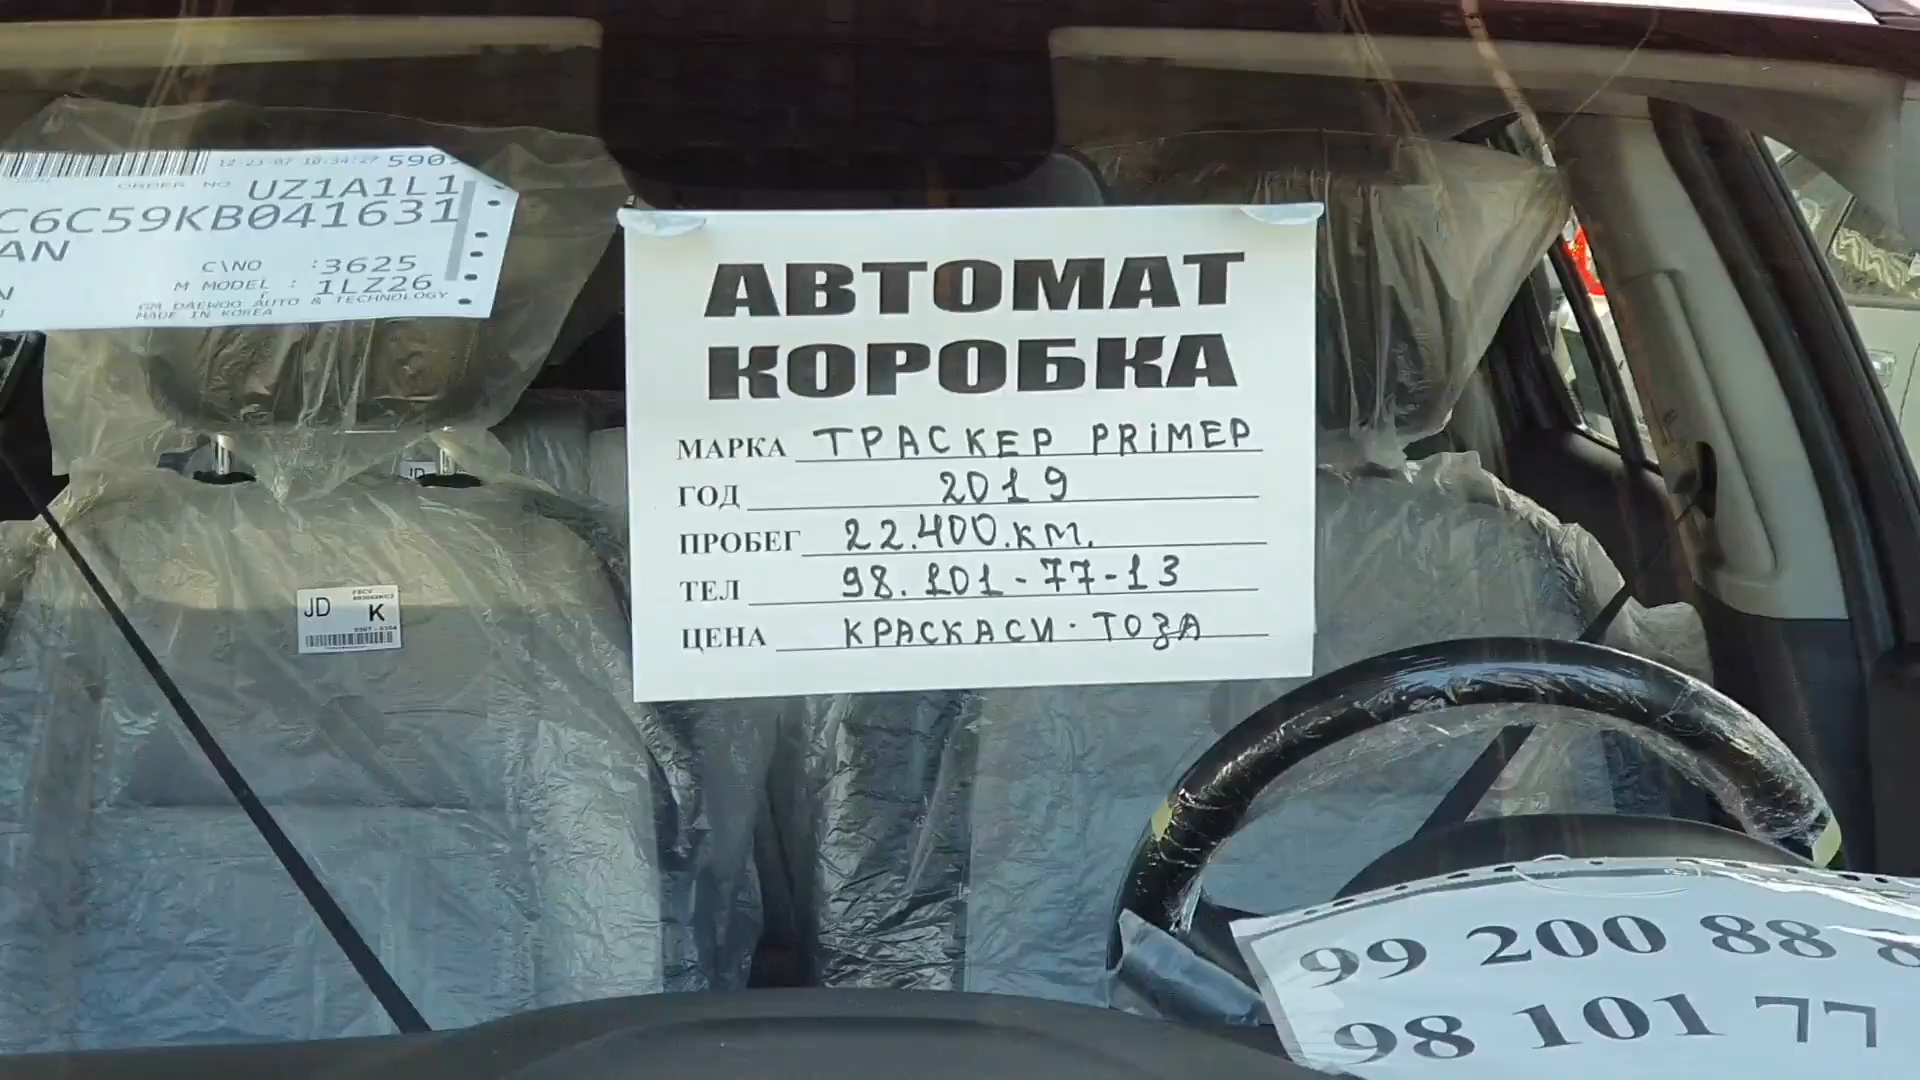 12-23-07 10:34:27 590
ORDER NO UZ1A1L1
C6C59KB041631
AN
C\NO :3625
M MODEL : 1LZ26
GM DAEWOO AUTO & TECHNOLOGY
MADE IN KOREA
АВТОМАТ
КОРОБКА
МАРКА ТРАСКЕР PRiMEP
ГОД 2019
ПРОБЕГ 22.400.км.
ТЕЛ 98.101-77-13
ЦЕНА КРАСКАСИ. ТОЗА
JD
JD K
99 200 88 8
98 101 77